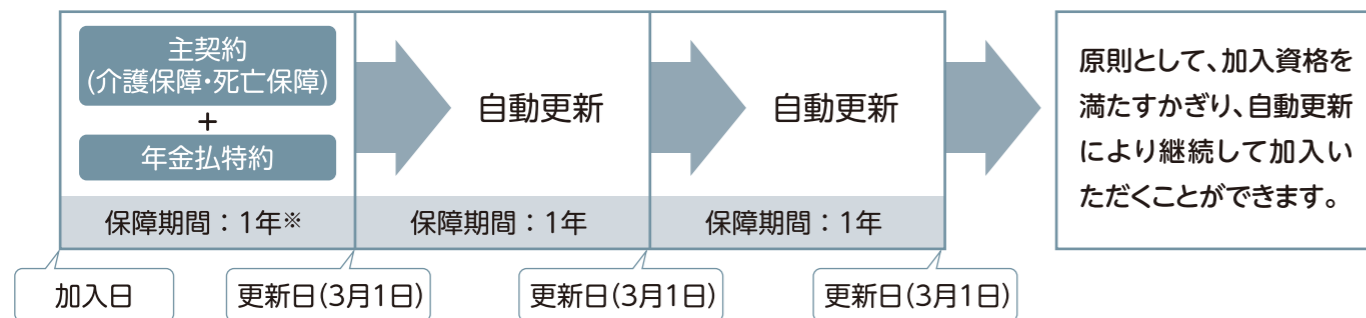 主契約
(介護保障・死亡保障)
+
年金払特約
自動更新
自動更新
保障期間：1年※
保障期間：1年
保障期間：1年
加入日
更新日(3月1日)
更新日(3月1日)
更新日(3月1日)
原則として、加入資格を
満たすかぎり、自動更新
により継続して加入い
ただくことができます。